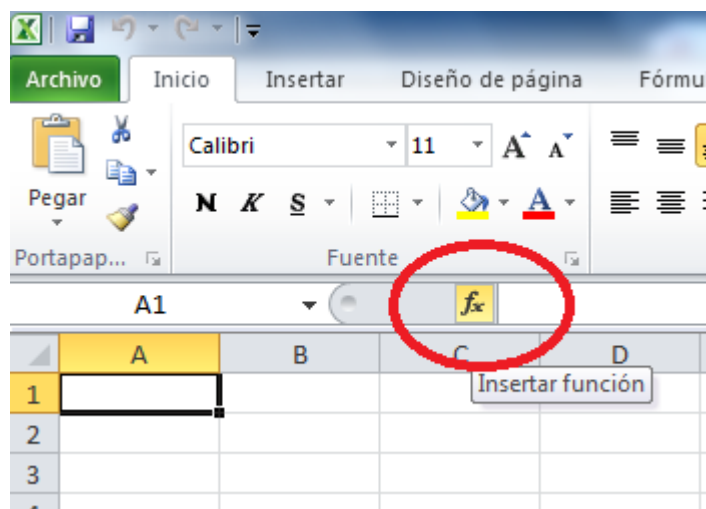 Archivo Inicio Insertar Diseño de página Fórmu
Calibri 11 A A
Pegar N K S A
Portapap... Fuente
A1 fx
A B C D
Insertar función
1
2
3